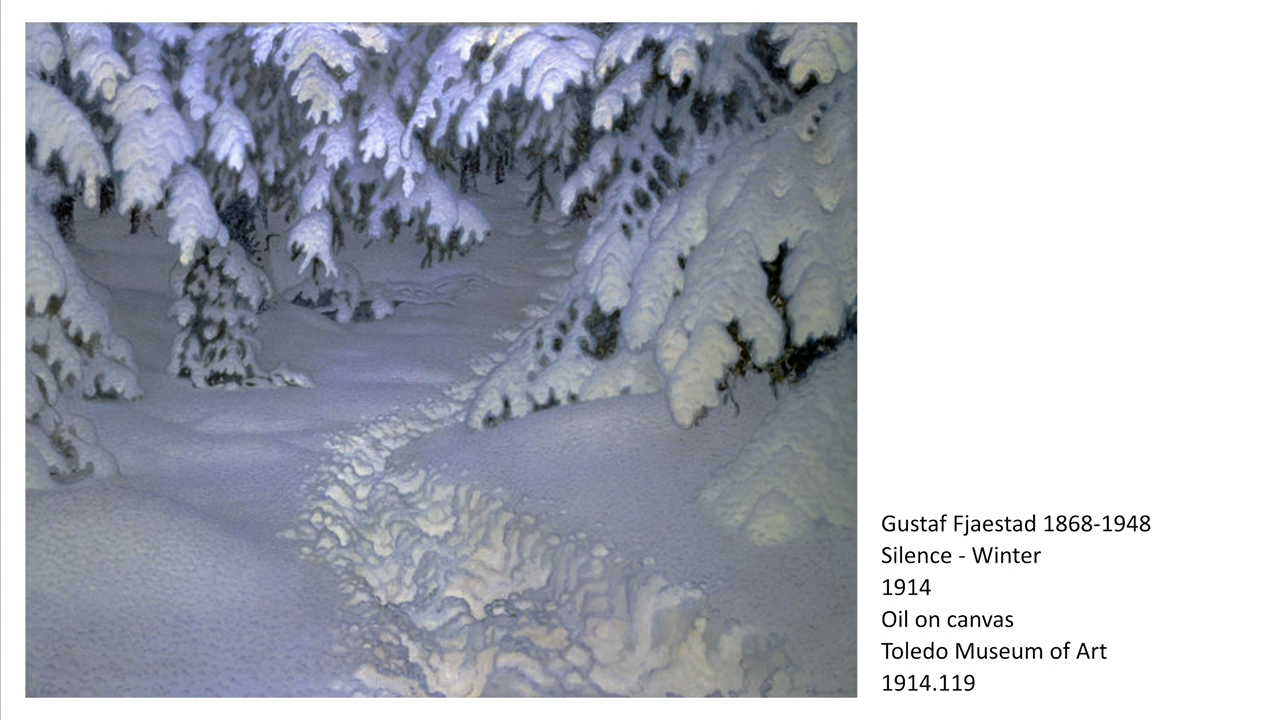 Gustaf Fjaestad 1868-1948
Silence - Winter
1914
Oil on canvas
Toledo Museum of Art
1914.119